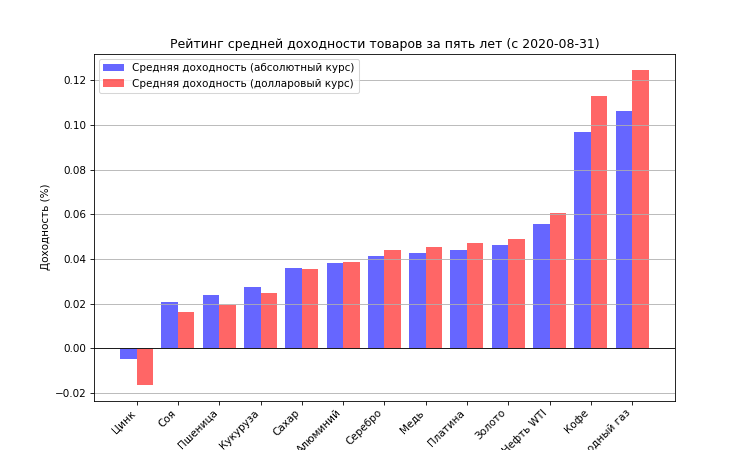 Рейтинг средней доходности товаров за пять лет (с 2020-08-31)
Средняя доходность (абсолютный курс)
Средняя доходность (долларовый курс)
Доходность (%)
0.12
0.10
0.08
0.06
0.04
0.02
0.00
−0.02
Цинк
Соя
Пшеница
Кукуруза
Сахар
Алюминий
Серебро
Медь
Платина
Золото
Нефть WTI
Кофе
газ